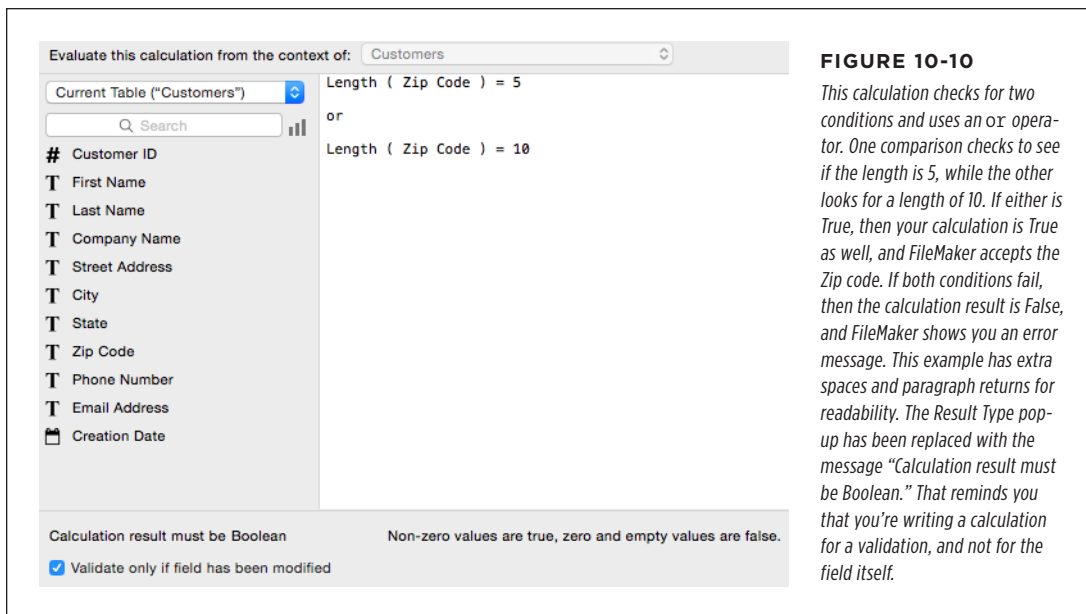 Evaluate this calculation from the context of: Customers
Current Table ("Customers")
Search
# Customer ID
T First Name
T Last Name
T Company Name
T Street Address
T City
T State
T Zip Code
T Phone Number
T Email Address
Creation Date
Length ( Zip Code ) = 5
or
Length ( Zip Code ) = 10
Calculation result must be Boolean
Non-zero values are true, zero and empty values are false.
Validate only if field has been modified
FIGURE 10-10
This calculation checks for two
conditions and uses an or opera-
tor. One comparison checks to see
if the length is 5, while the other
looks for a length of 10. If either is
True, then your calculation is True
as well, and FileMaker accepts the
Zip code. If both conditions fail,
then the calculation result is False,
and FileMaker shows you an error
message. This example has extra
spaces and paragraph returns for
readability. The Result Type pop-
up has been replaced with the
message “Calculation result must
be Boolean.” That reminds you
that you’re writing a calculation
for a validation, and not for the
field itself.